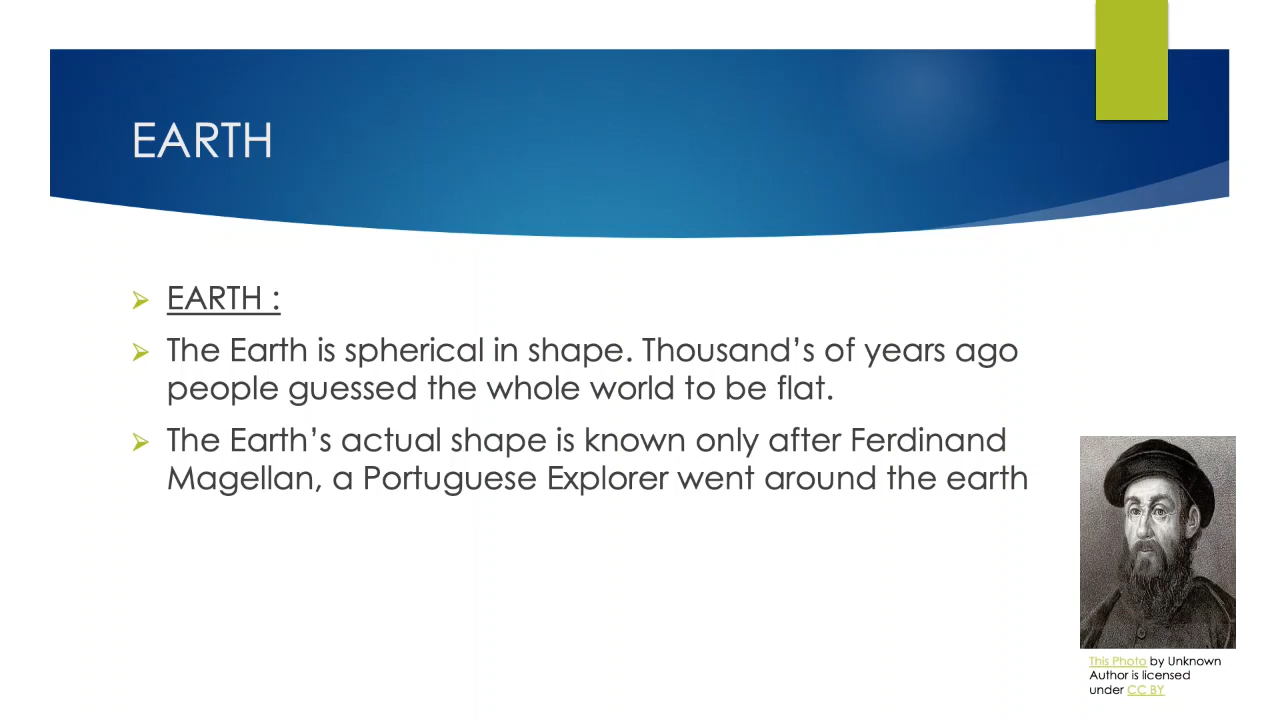 EARTH
EARTH :
The Earth is spherical in shape. Thousand’s of years ago
people guessed the whole world to be flat.
The Earth’s actual shape is known only after Ferdinand
Magellan, a Portuguese Explorer went around the earth
This Photo by Unknown
Author is licensed
under CC BY